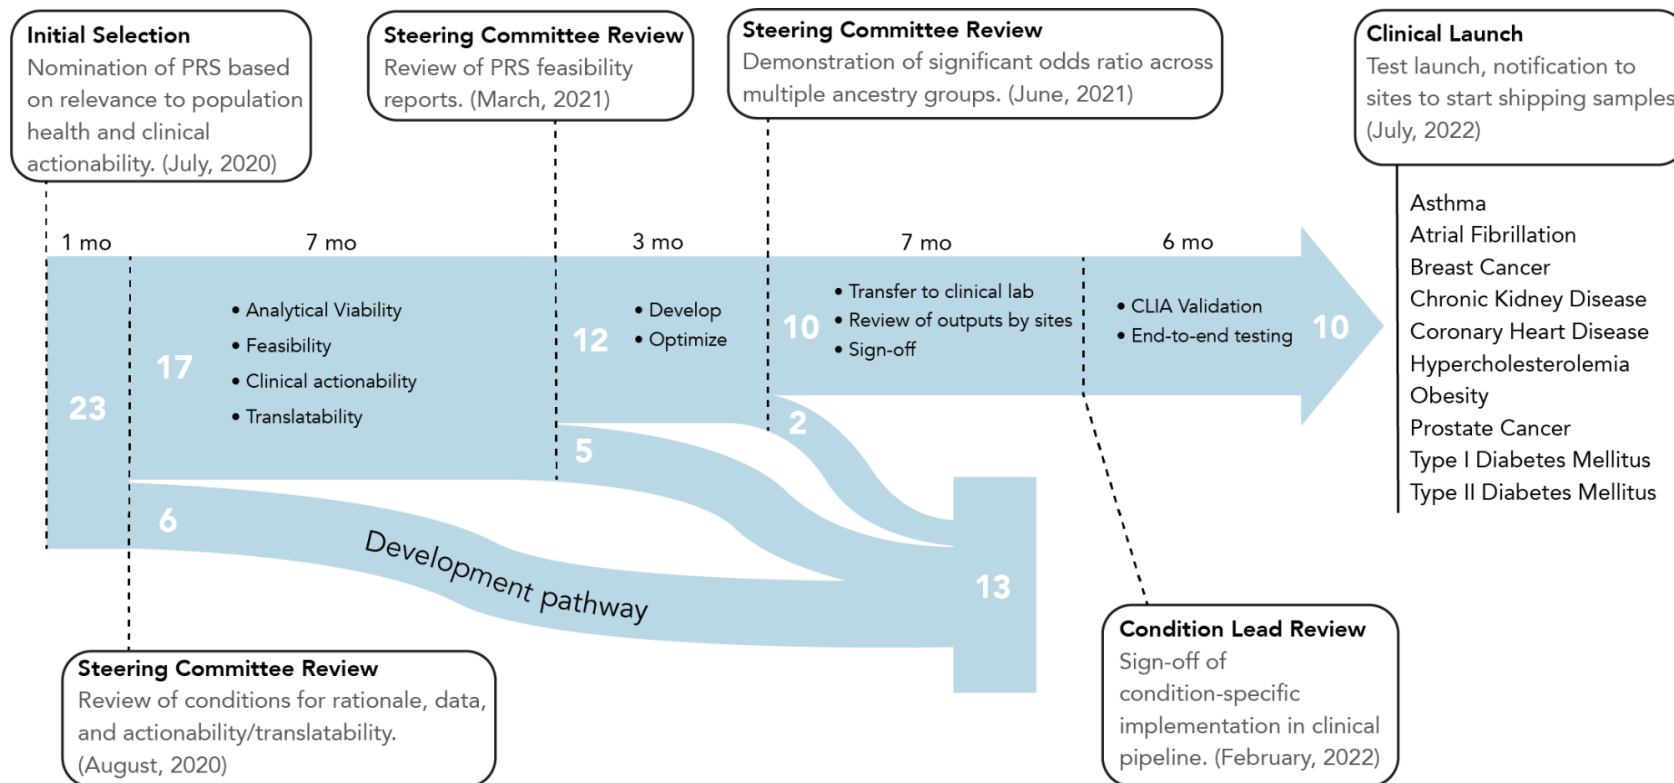 Initial Selection
Nomination of PRS based
on relevance to population
health and clinical
actionability. (July, 2020)
Steering Committee Review
Review of PRS feasibility
reports. (March, 2021)
Steering Committee Review
Demonstration of significant odds ratio across
multiple ancestry groups. (June, 2021)
Clinical Launch
Test launch, notification to
sites to start shipping samples
(July, 2022)
1 mo
7 mo
3 mo
7 mo
6 mo
23
17
• Analytical Viability
• Feasibility
• Clinical actionability
• Translatability
12
• Develop
• Optimize
10
• Transfer to clinical lab
• Review of outputs by sites
• Sign-off
• CLIA Validation
• End-to-end testing
10
Asthma
Atrial Fibrillation
Breast Cancer
Chronic Kidney Disease
Coronary Heart Disease
Hypercholesterolemia
Obesity
Prostate Cancer
Type I Diabetes Mellitus
Type II Diabetes Mellitus
2
5
6
Development pathway
13
Steering Committee Review
Review of conditions for rationale, data,
and actionability/translatability.
(August, 2020)
Condition Lead Review
Sign-off of
condition-specific
implementation in clinical
pipeline. (February, 2022)